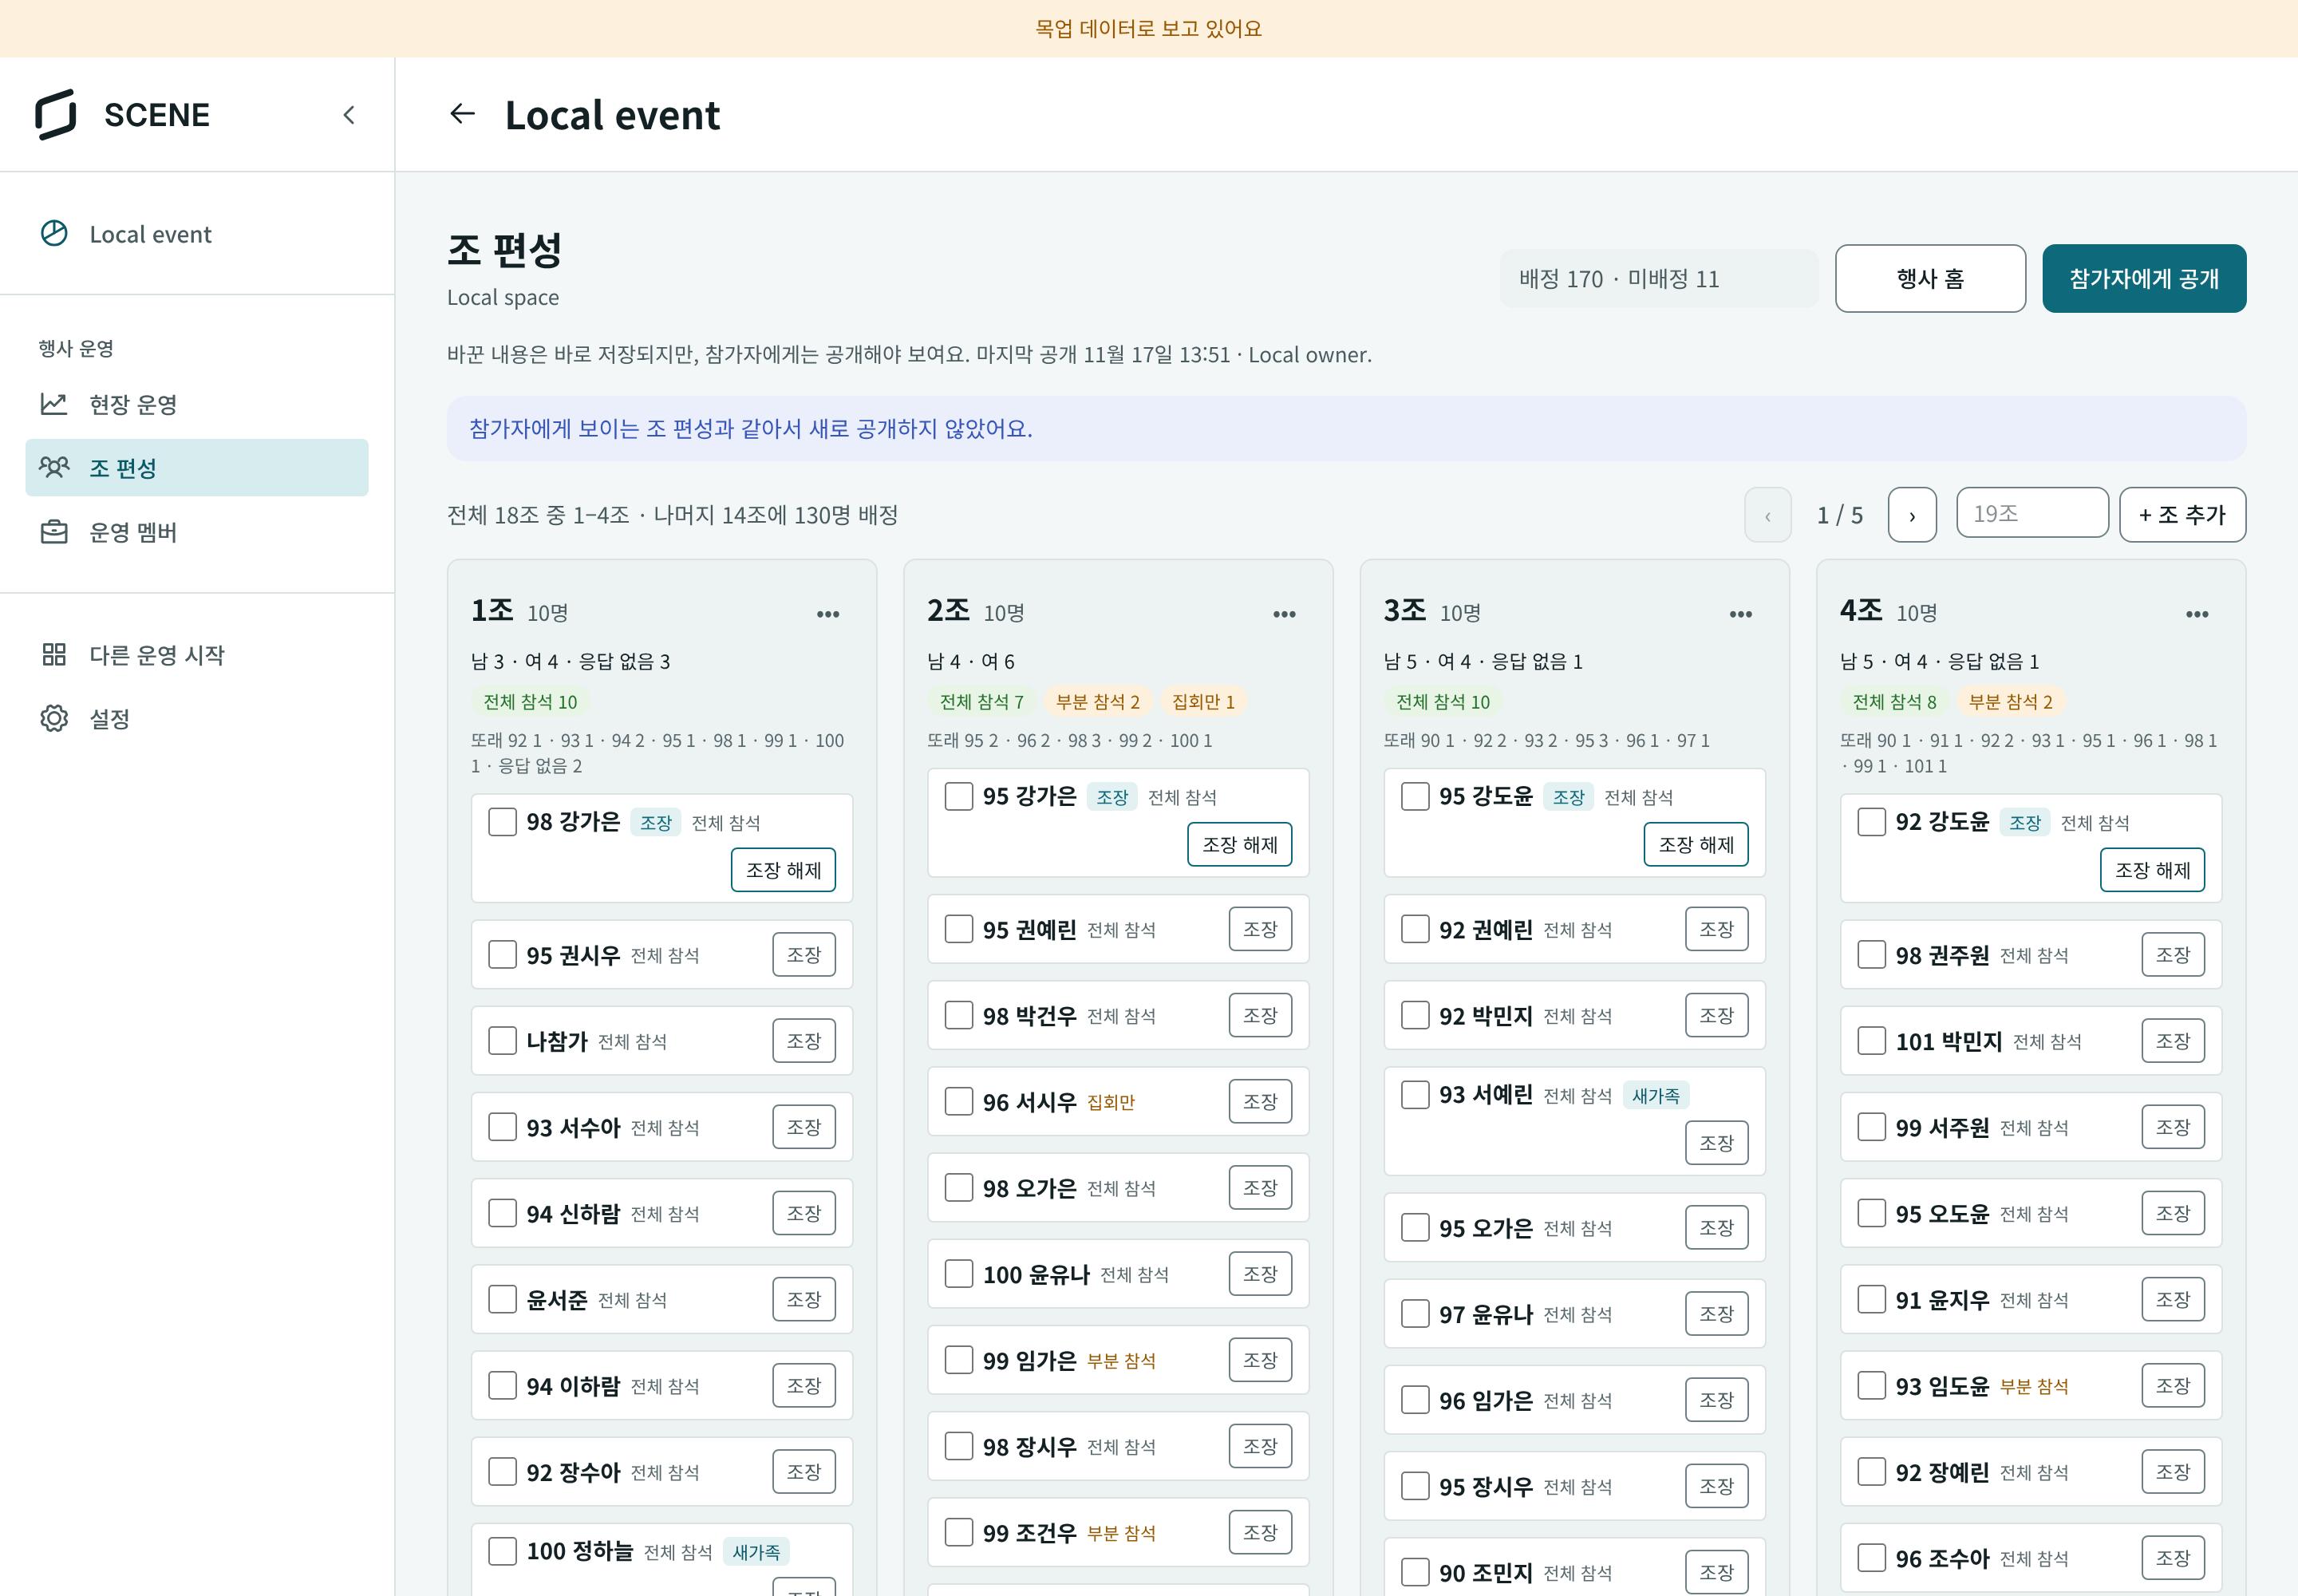 목업 데이터로 보고 있어요
SCENE
Local event
Local event
행사 운영
현장 운영
조 편성
운영 멤버
다른 운영 시작
설정
조 편성
Local space
배정 170 · 미배정 11
행사 홈
참가자에게 공개
바꾼 내용은 바로 저장되지만, 참가자에게는 공개해야 보여요. 마지막 공개 11월 17일 13:51 · Local owner.
참가자에게 보이는 조 편성과 같아서 새로 공개하지 않았어요.
전체 18조 중 1–4조 · 나머지 14조에 130명 배정
‹ 1 / 5 › 19조 + 조 추가
1조 10명 •••
남 3 · 여 4 · 응답 없음 3
전체 참석 10
또래 92 1 · 93 1 · 94 2 · 95 1 · 98 1 · 99 1 · 100
1 · 응답 없음 2
98 강가은 조장 전체 참석
조장 해제
95 권시우 전체 참석 조장
나참가 전체 참석 조장
93 서수아 전체 참석 조장
94 신하람 전체 참석 조장
윤서준 전체 참석 조장
94 이하람 전체 참석 조장
92 장수아 전체 참석 조장
100 정하늘 전체 참석 새가족
2조 10명 •••
남 4 · 여 6
전체 참석 7 부분 참석 2 집회만 1
또래 95 2 · 96 2 · 98 3 · 99 2 · 100 1
95 강가은 조장 전체 참석
조장 해제
95 권예린 전체 참석 조장
98 박건우 전체 참석 조장
96 서시우 집회만 조장
98 오가은 전체 참석 조장
100 윤유나 전체 참석 조장
99 임가은 부분 참석 조장
98 장시우 전체 참석 조장
99 조건우 부분 참석 조장
3조 10명 •••
남 5 · 여 4 · 응답 없음 1
전체 참석 10
또래 90 1 · 92 2 · 93 2 · 95 3 · 96 1 · 97 1
95 강도윤 조장 전체 참석
조장 해제
92 권예린 전체 참석 조장
92 박민지 전체 참석 조장
93 서예린 전체 참석 새가족
조장
95 오가은 전체 참석 조장
97 윤유나 전체 참석 조장
96 임가은 전체 참석 조장
95 장시우 전체 참석 조장
90 조민지 전체 참석 조장
4조 10명 •••
남 5 · 여 4 · 응답 없음 1
전체 참석 8 부분 참석 2
또래 90 1 · 91 1 · 92 2 · 93 1 · 95 1 · 96 1 · 98 1
· 99 1 · 101 1
92 강도윤 조장 전체 참석
조장 해제
98 권주원 전체 참석 조장
101 박민지 전체 참석 조장
99 서주원 전체 참석 조장
95 오도윤 전체 참석 조장
91 윤지우 전체 참석 조장
93 임도윤 부분 참석 조장
92 장예린 전체 참석 조장
96 조수아 전체 참석 조장